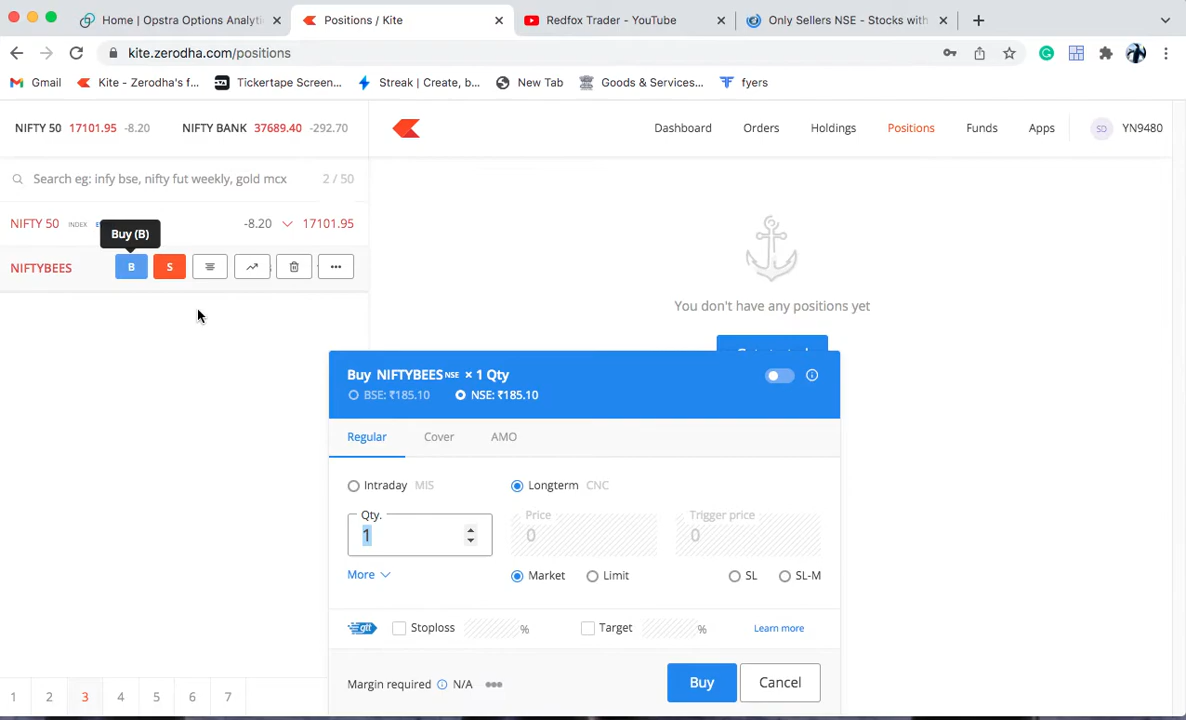 Home | Opstra Options Analyti
Positions / Kite
Redfox Trader - YouTube
Only Sellers NSE - Stocks with
kite.zerodha.com/positions
Gmail
Kite - Zerodha's f...
Tickertape Screen...
Streak | Create, b...
New Tab
Goods & Services...
fyers
NIFTY 50 17101.95 -8.20
NIFTY BANK 37689.40 -292.70
Dashboard
Orders
Holdings
Positions
Funds
Apps
SD
YN9480
Search eg: infy bse, nifty fut weekly, gold mcx
2 / 50
NIFTY 50 INDEX
-8.20
17101.95
Buy (B)
NIFTYBEES
B
S
You don't have any positions yet
Buy NIFTYBEES NSE × 1 Qty
BSE: ₹185.10
NSE: ₹185.10
Regular
Cover
AMO
Intraday MIS
Longterm CNC
Qty.
1
Price
0
Trigger price
0
More
Market
Limit
SL
SL-M
gtt
Stoploss
%
Target
%
Learn more
Margin required
N/A
Buy
Cancel
1 2 3 4 5 6 7